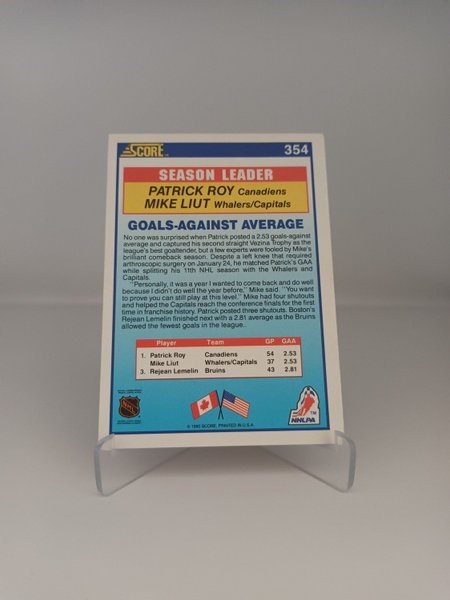 SCORE
354
SEASON LEADER
PATRICK ROY Canadiens
MIKE LIUT Whalers/Capitals
GOALS-AGAINST AVERAGE
No one was surprised when Patrick posted a 2.53 goals-against
average and captured his second straight Vezina Trophy as the
league's best goaltender, but a few experts were fooled by Mike's
brilliant comeback season. Despite a left knee that required
arthroscopic surgery on January 24, he matched Patrick's GAA
while splitting his 11th NHL season with the Whalers and
Capitals.
"Personally, it was a year I wanted to come back and do well
because I didn't do well the year before," Mike said. "You want
to prove you can still play at this level." Mike had four shutouts
and helped the Capitals reach the conference finals for the first
time in franchise history. Patrick posted three shutouts. Boston's
Rejean Lemelin finished next with a 2.81 average as the Bruins
allowed the fewest goals in the league.
Player Team GP GAA
1. Patrick Roy Canadiens 54 2.53
Mike Liut Whalers/Capitals 37 2.53
3. Rejean Lemelin Bruins 43 2.81
NHL
NHLPA
TM
© 1990 SCORE, PRINTED IN U.S.A.